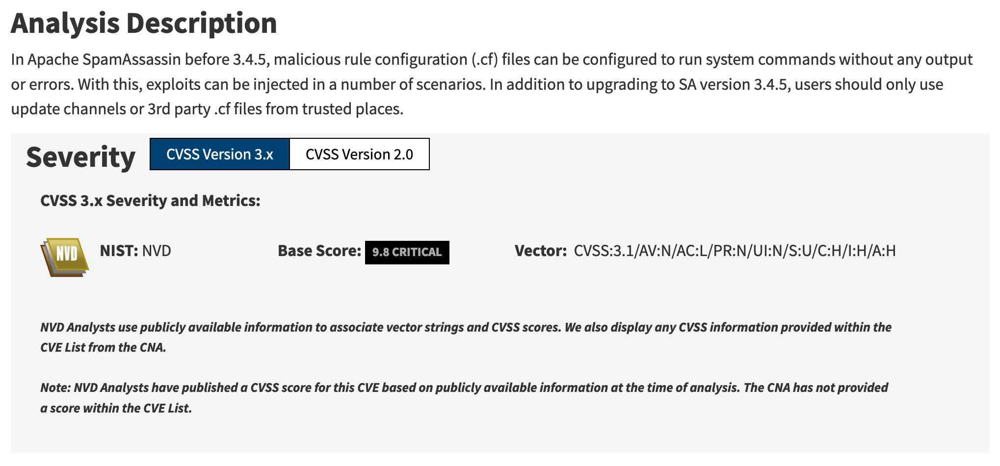 Analysis Description
In Apache SpamAssassin before 3.4.5, malicious rule configuration (.cf) files can be configured to run system commands without any output
or errors. With this, exploits can be injected in a number of scenarios. In addition to upgrading to SA version 3.4.5, users should only use
update channels or 3rd party .cf files from trusted places.
Severity CVSS Version 3.x CVSS Version 2.0
CVSS 3.x Severity and Metrics:
NVD NIST: NVD Base Score: 9.8 CRITICAL Vector: CVSS:3.1/AV:N/AC:L/PR:N/UI:N/S:U/C:H/I:H/A:H
NVD Analysts use publicly available information to associate vector strings and CVSS scores. We also display any CVSS information provided within the
CVE List from the CNA.
Note: NVD Analysts have published a CVSS score for this CVE based on publicly available information at the time of analysis. The CNA has not provided
a score within the CVE List.